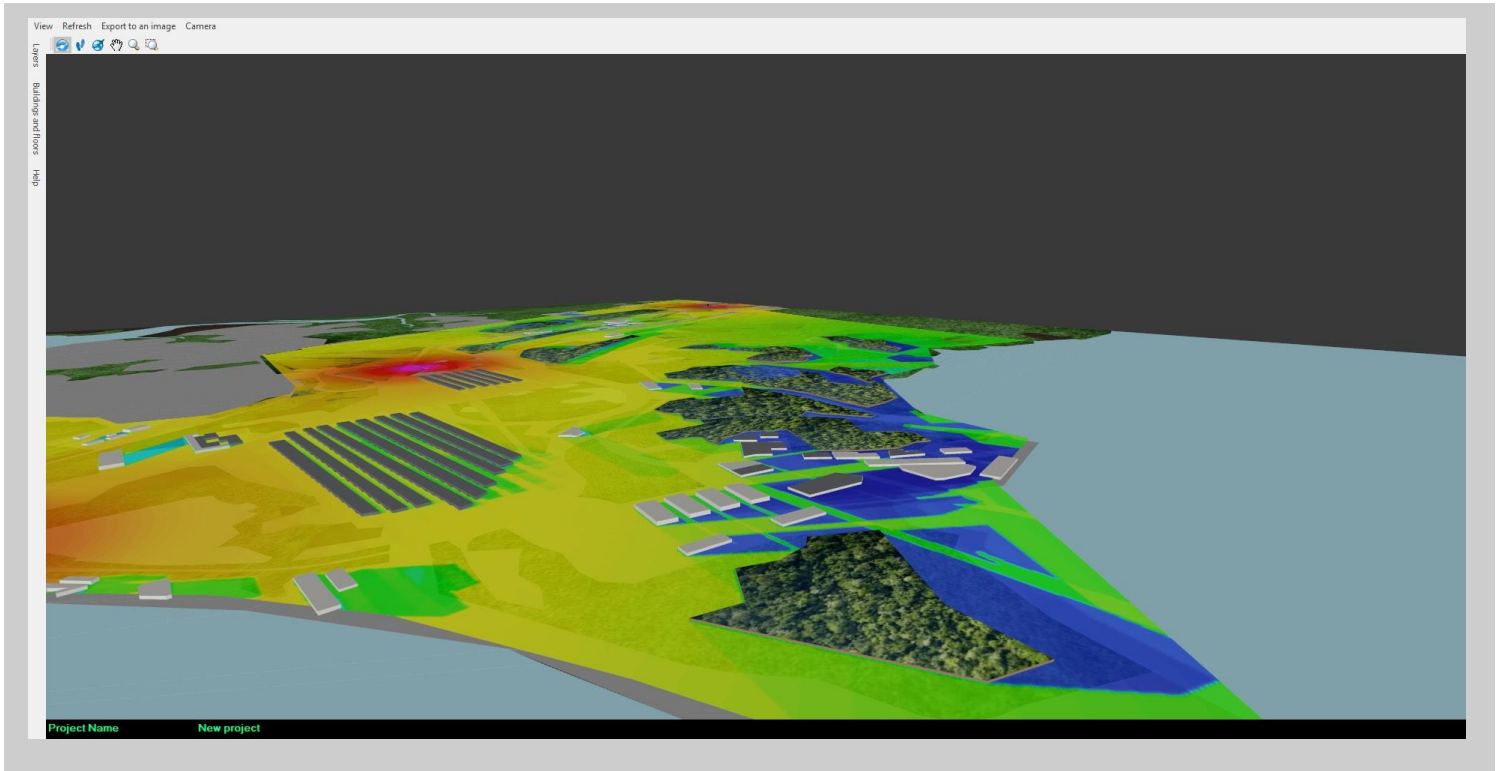 View Refresh Export to an image Camera
Layers
Buildings and floors
Help
Project Name New project